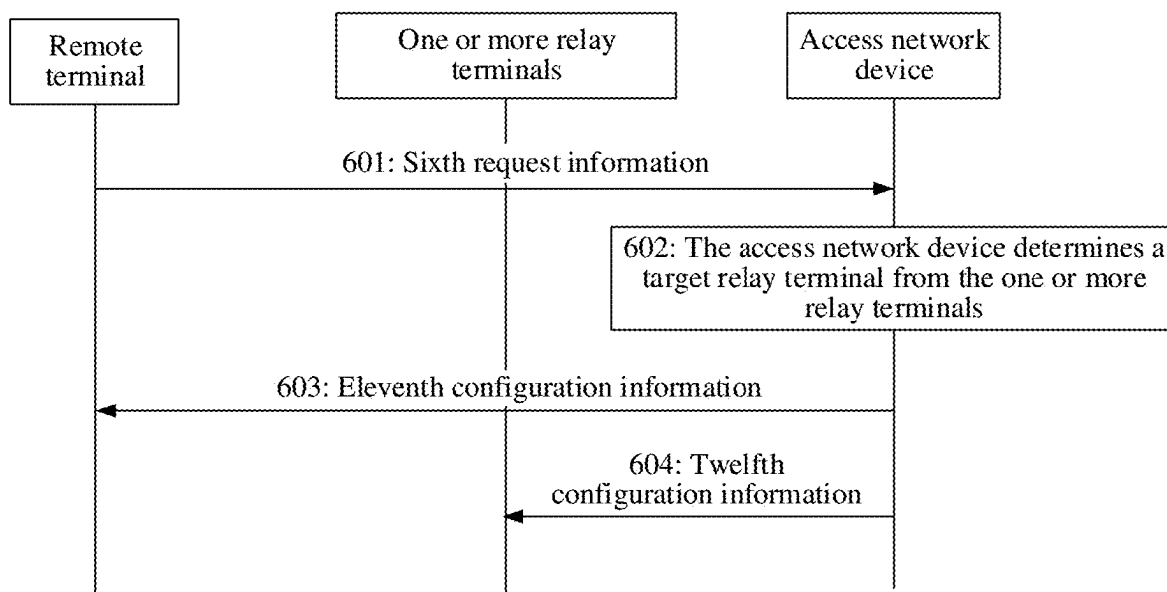 Remote
terminal
One or more relay
terminals
Access network
device
601: Sixth request information
602: The access network device determines a
target relay terminal from the one or more
relay terminals
603: Eleventh configuration information
604: Twelfth
configuration information